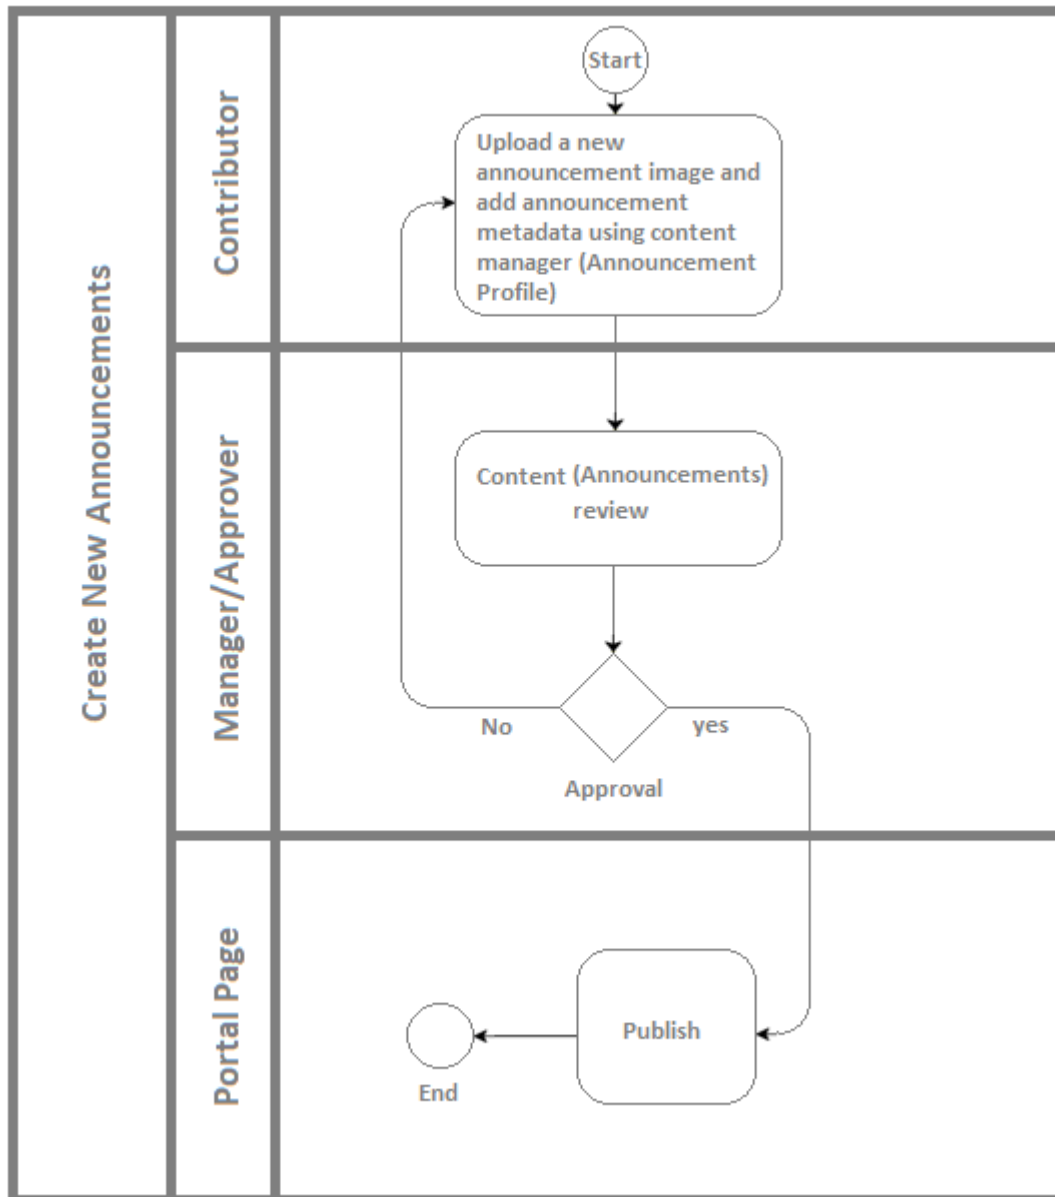 Create New Announcements
Contributor
Start
Upload a new
announcement image and
add announcement
metadata using content
manager (Announcement
Profile)
Manager/Approver
Content (Announcements)
review
No
yes
Approval
Portal Page
Publish
End